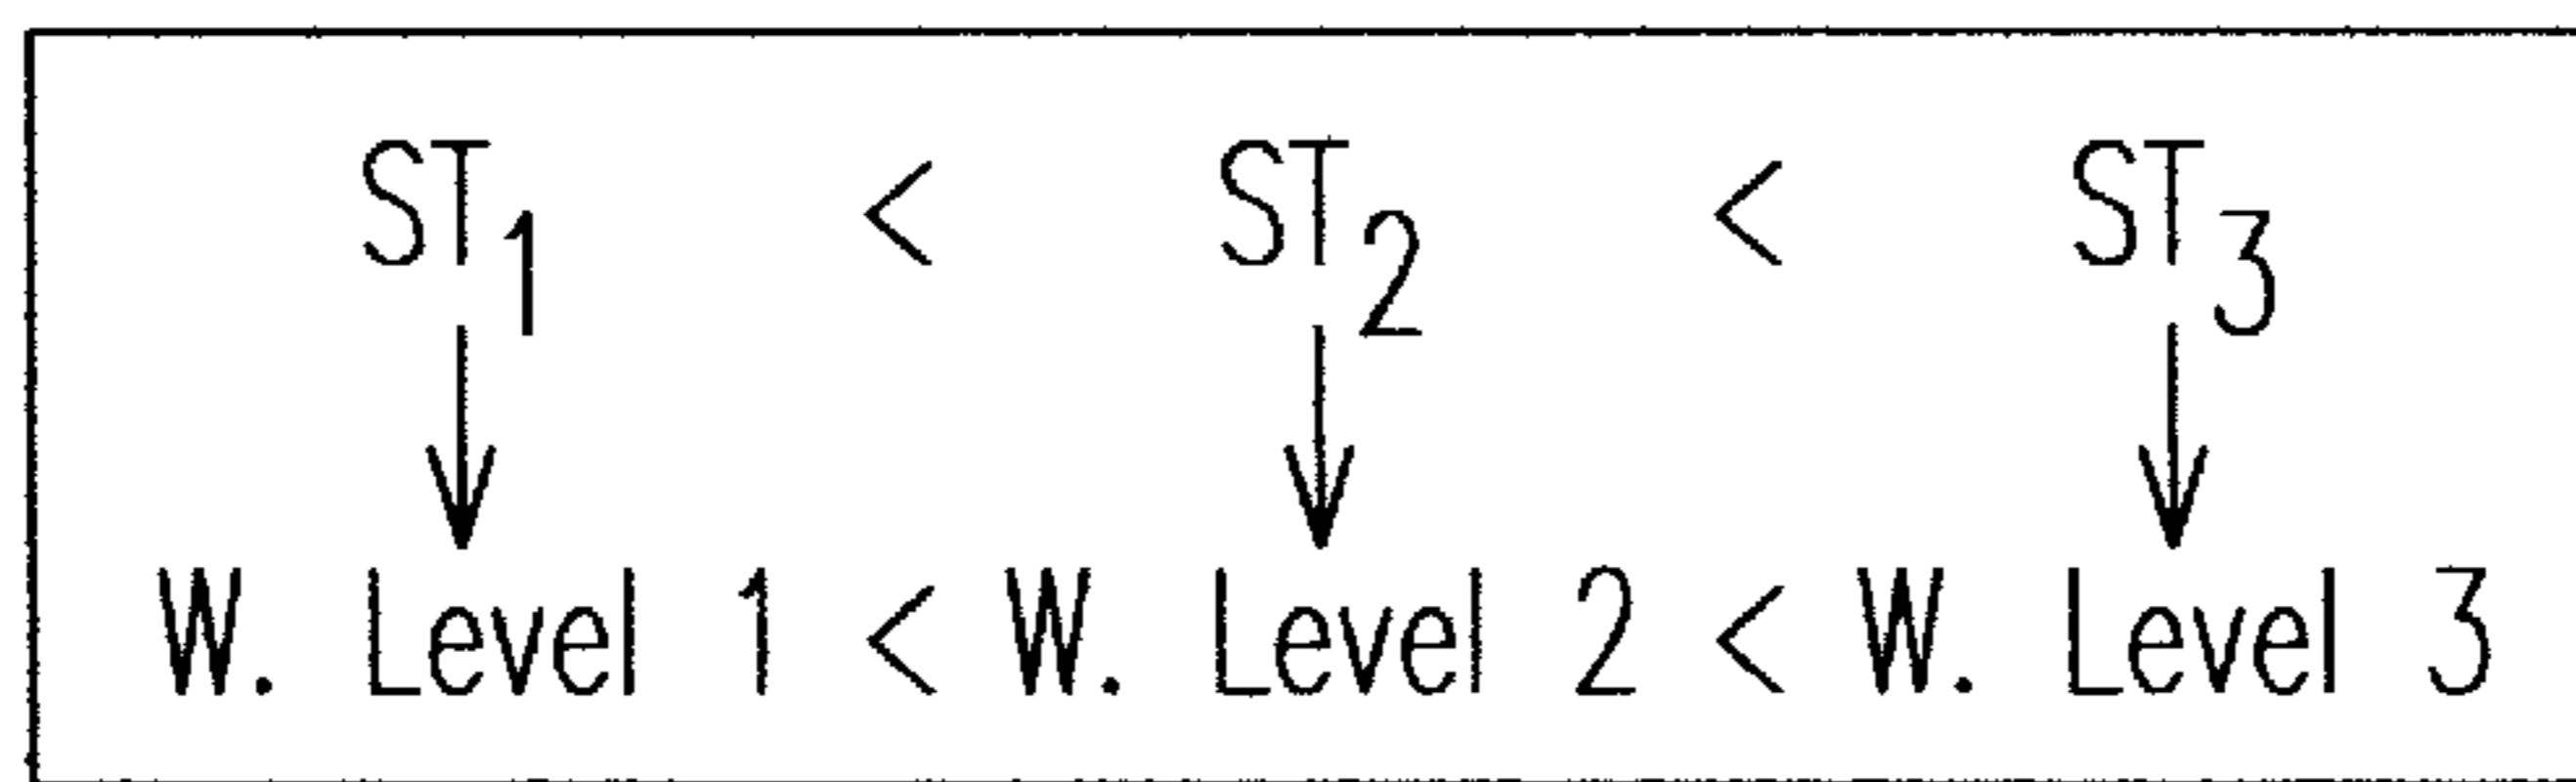 ST₁ < ST₂ < ST₃
W. Level 1 < W. Level 2 < W. Level 3